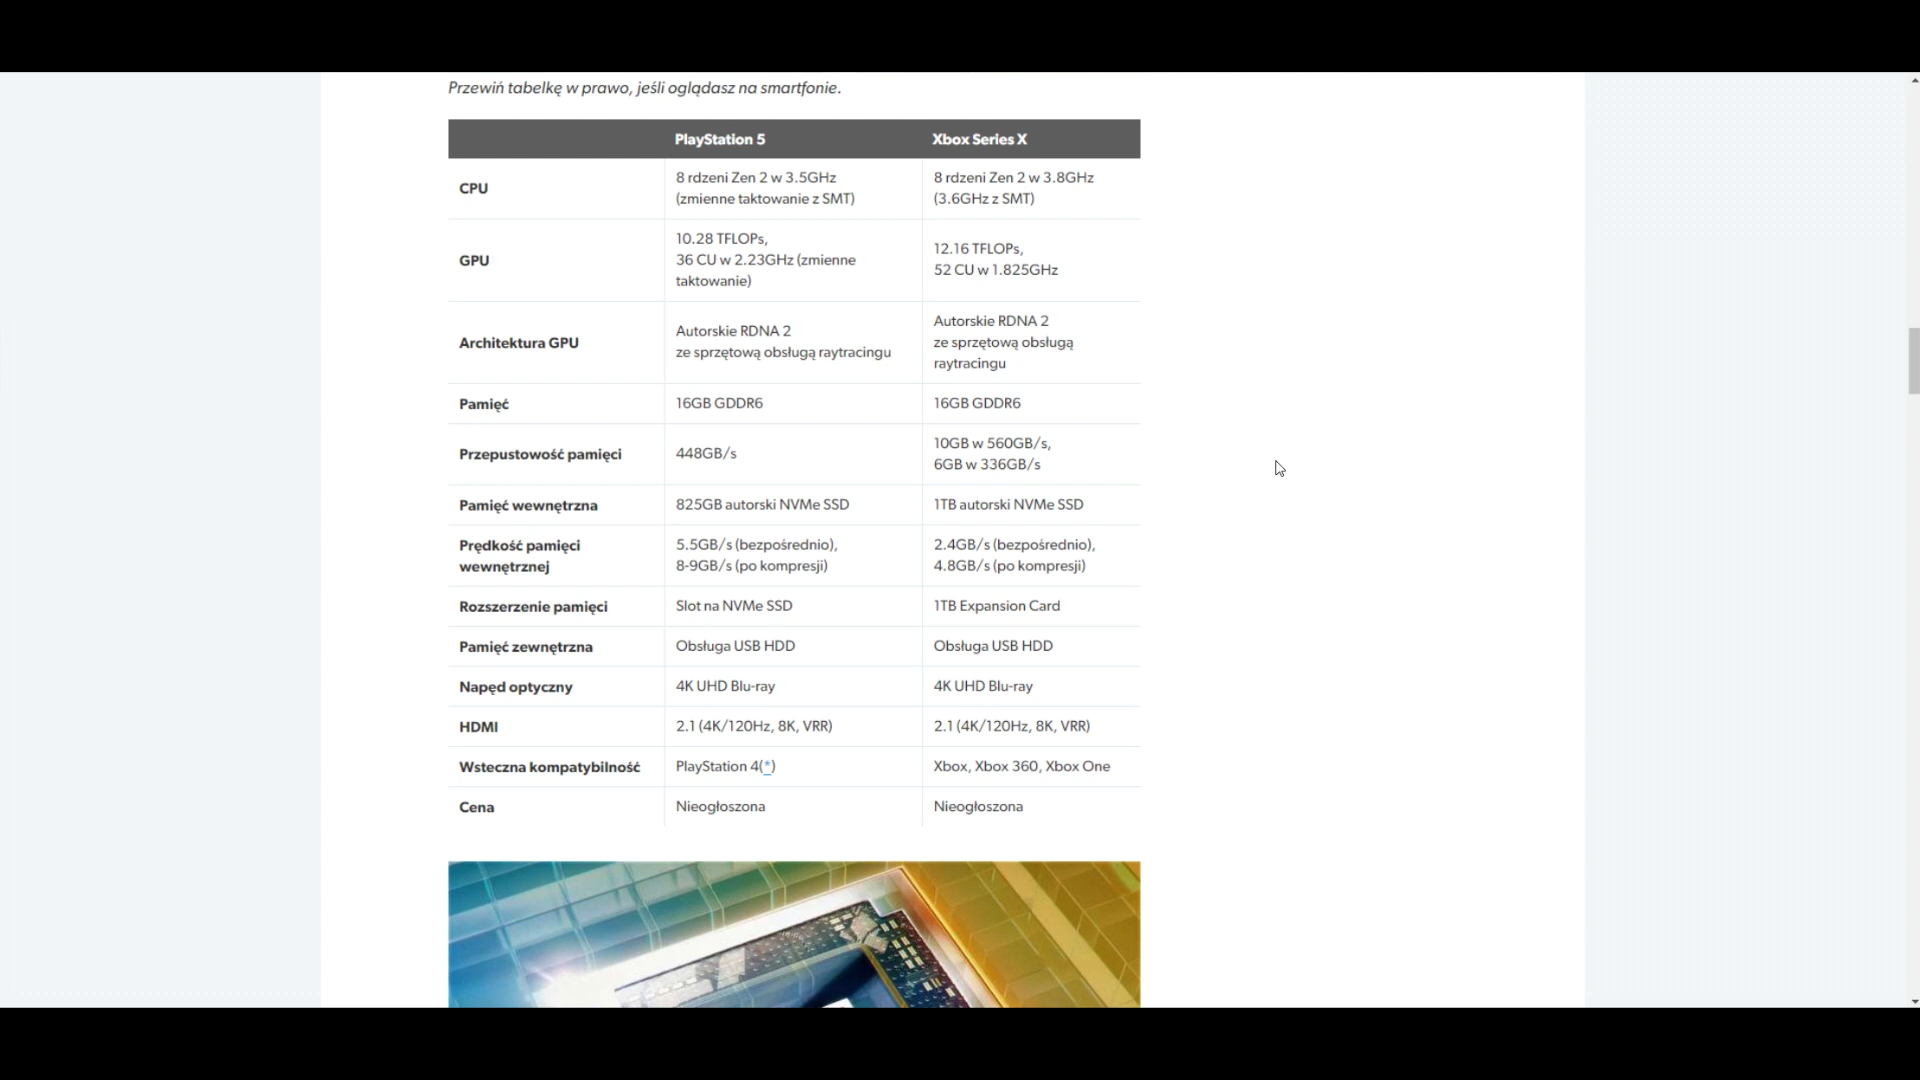 Przewiń tabelkę w prawo, jeśli oglądasz na smartfonie.
PlayStation 5 Xbox Series X
CPU
8 rdzeni Zen 2 w 3.5GHz
(zmienne taktowanie z SMT)
8 rdzeni Zen 2 w 3.8GHz
(3.6GHz z SMT)
GPU
10.28 TFLOPs,
36 CU w 2.23GHz (zmienne
taktowanie)
12.16 TFLOPs,
52 CU w 1.825GHz
Architektura GPU
Autorskie RDNA 2
ze sprzętową obsługą raytracingu
Autorskie RDNA 2
ze sprzętową obsługą
raytracingu
Pamięć 16GB GDDR6 16GB GDDR6
Przepustowość pamięci
448GB/s
10GB w 560GB/s,
6GB w 336GB/s
Pamięć wewnętrzna 825GB autorski NVMe SSD 1TB autorski NVMe SSD
Prędkość pamięci
wewnętrznej
5.5GB/s (bezpośrednio),
8-9GB/s (po kompresji)
2.4GB/s (bezpośrednio),
4.8GB/s (po kompresji)
Rozszerzenie pamięci Slot na NVMe SSD 1TB Expansion Card
Pamięć zewnętrzna Obsługa USB HDD Obsługa USB HDD
Napęd optyczny 4K UHD Blu-ray 4K UHD Blu-ray
HDMI 2.1 (4K/120Hz, 8K, VRR) 2.1 (4K/120Hz, 8K, VRR)
Wsteczna kompatybilność PlayStation 4(*) Xbox, Xbox 360, Xbox One
Cena Nieogłoszona Nieogłoszona